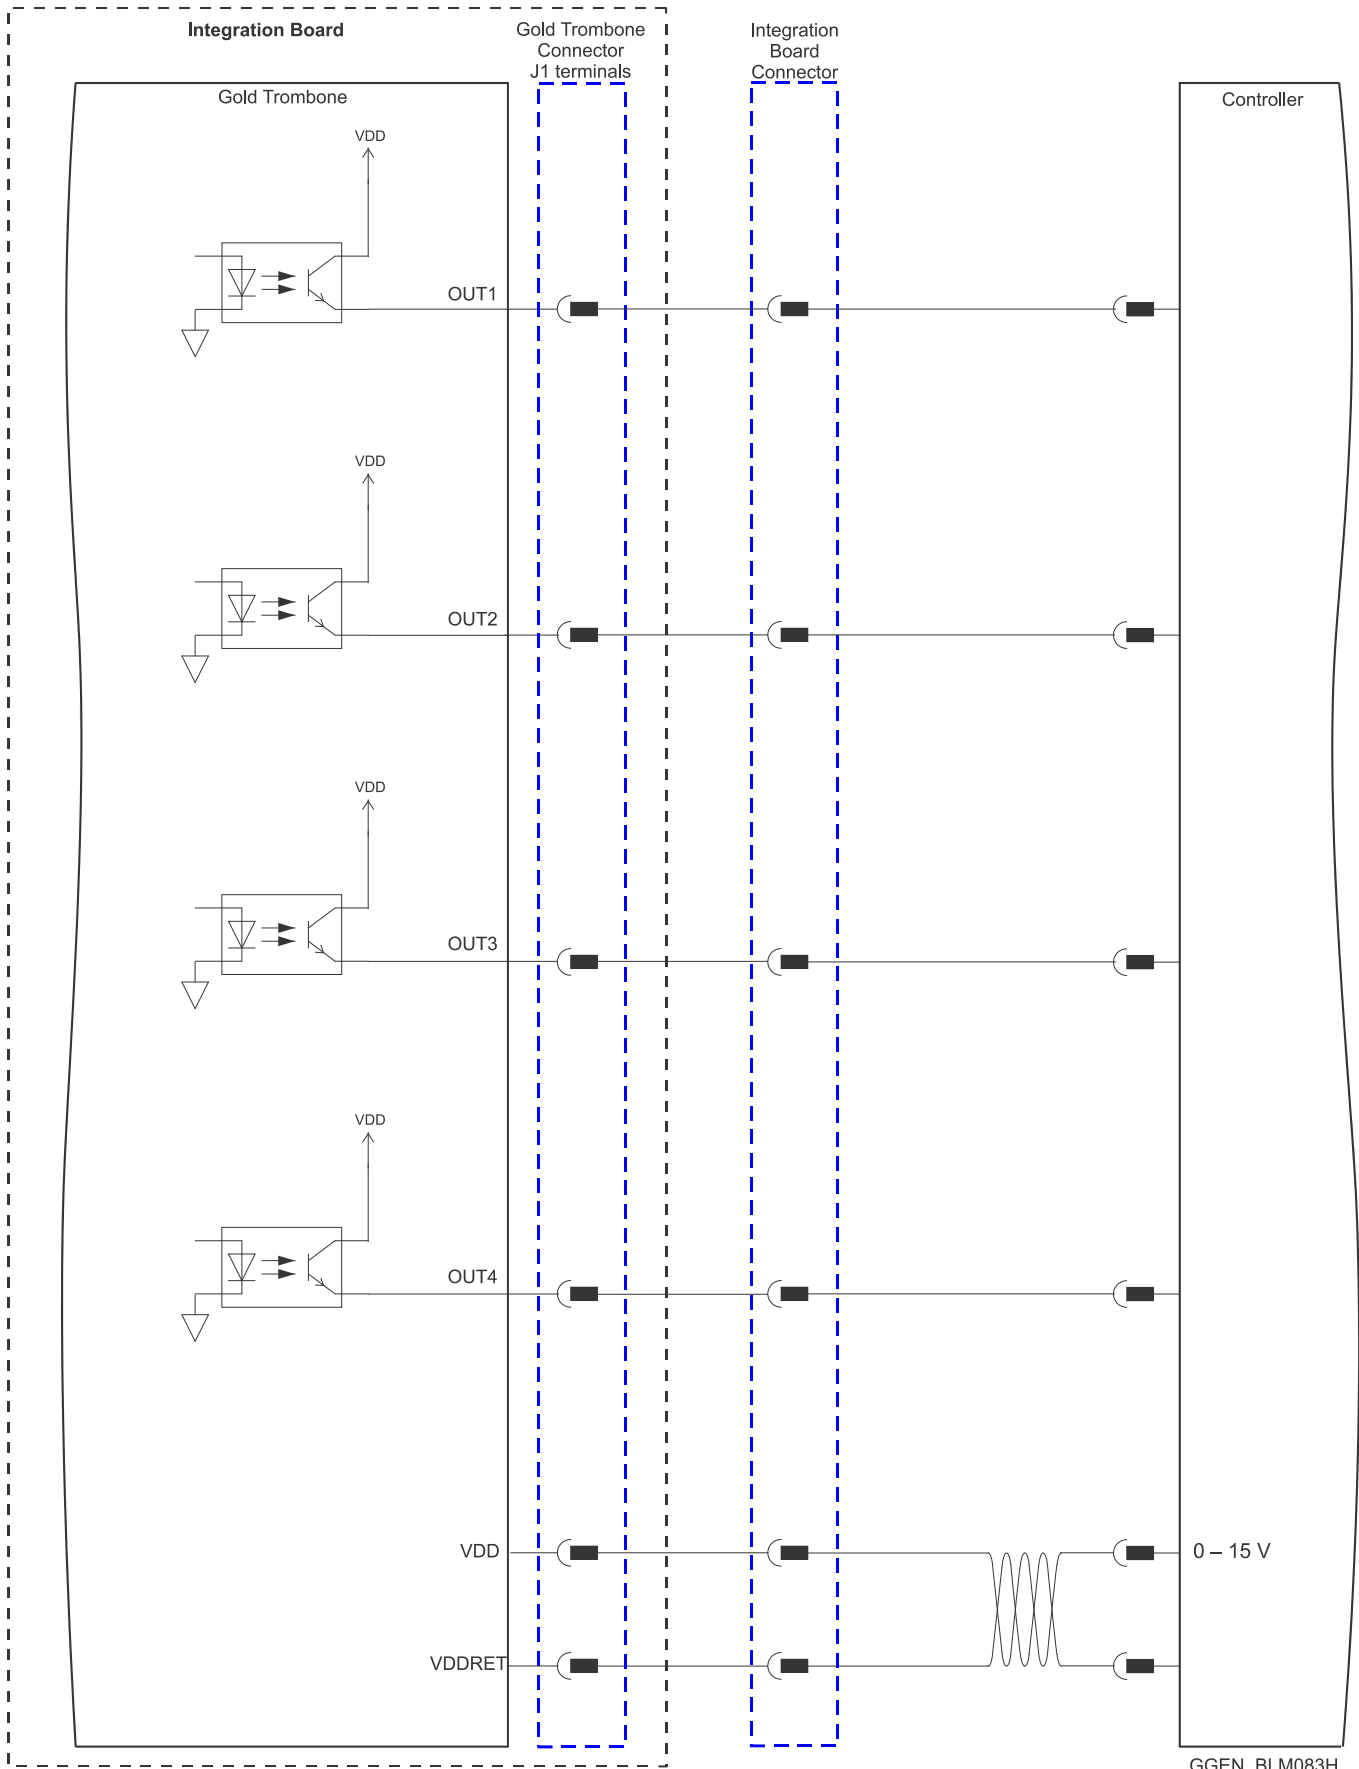 Integration Board
Gold Trombone
Connector
J1 terminals
Integration
Board
Connector
Gold Trombone
Controller
VDD
OUT1
VDD
OUT2
VDD
OUT3
VDD
OUT4
VDD
0 – 15 V
VDDRET
GGEN_BLM083H